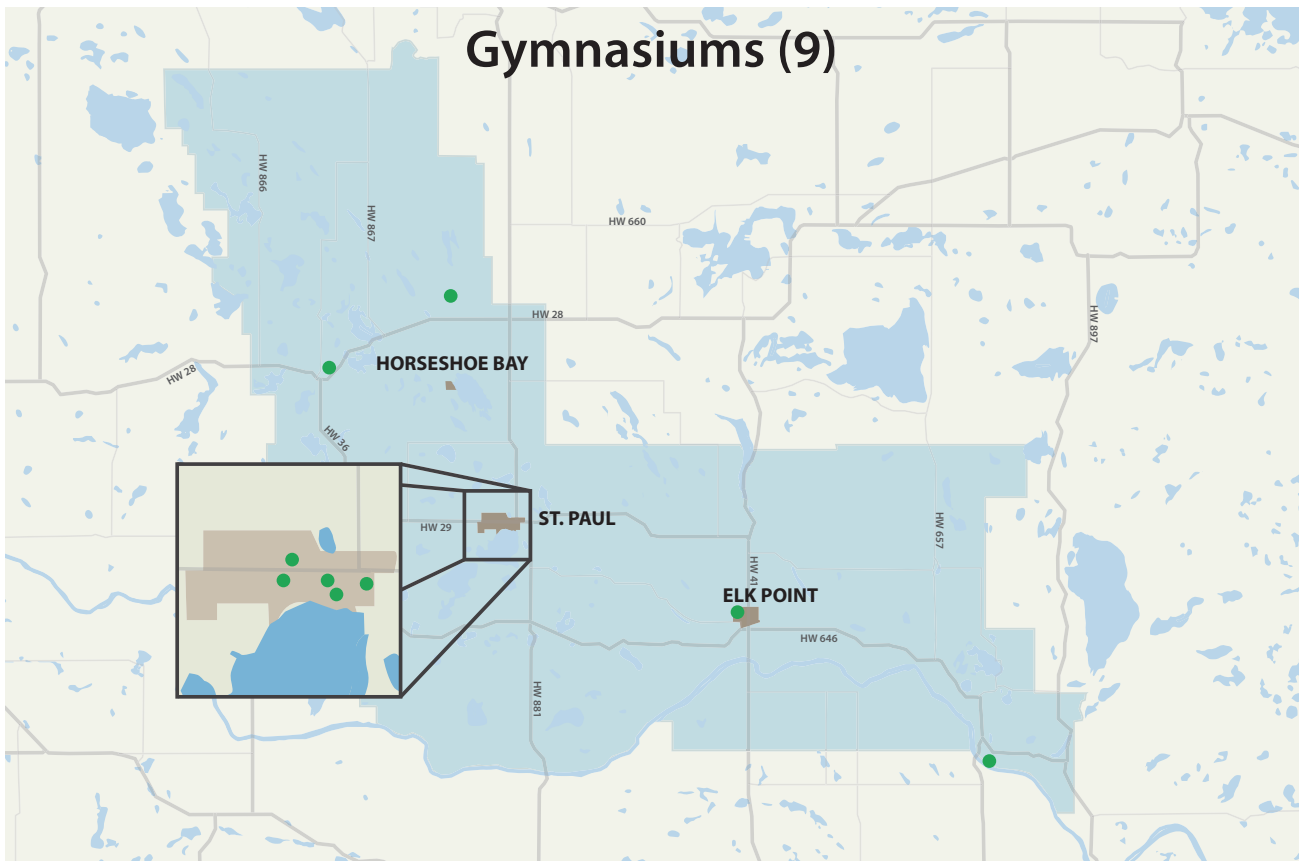 Gymnasiums (9)
HW 866
HW 867
HW 660
HW 28
HW 897
HORSESHOE BAY
HW 28
HW 36
ST. PAUL
HW 29
HW 657
HW 41
ELK POINT
HW 646
HW 881